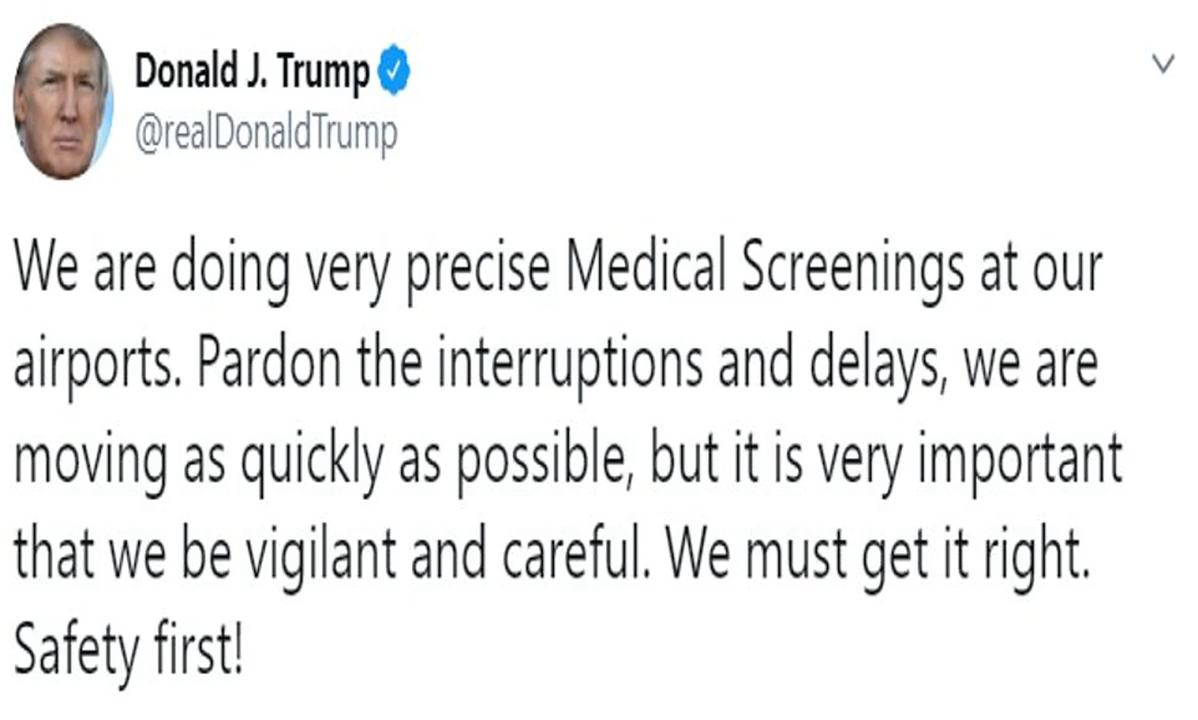 Donald J. Trump
@realDonaldTrump
We are doing very precise Medical Screenings at our
airports. Pardon the interruptions and delays, we are
moving as quickly as possible, but it is very important
that we be vigilant and careful. We must get it right.
Safety first!